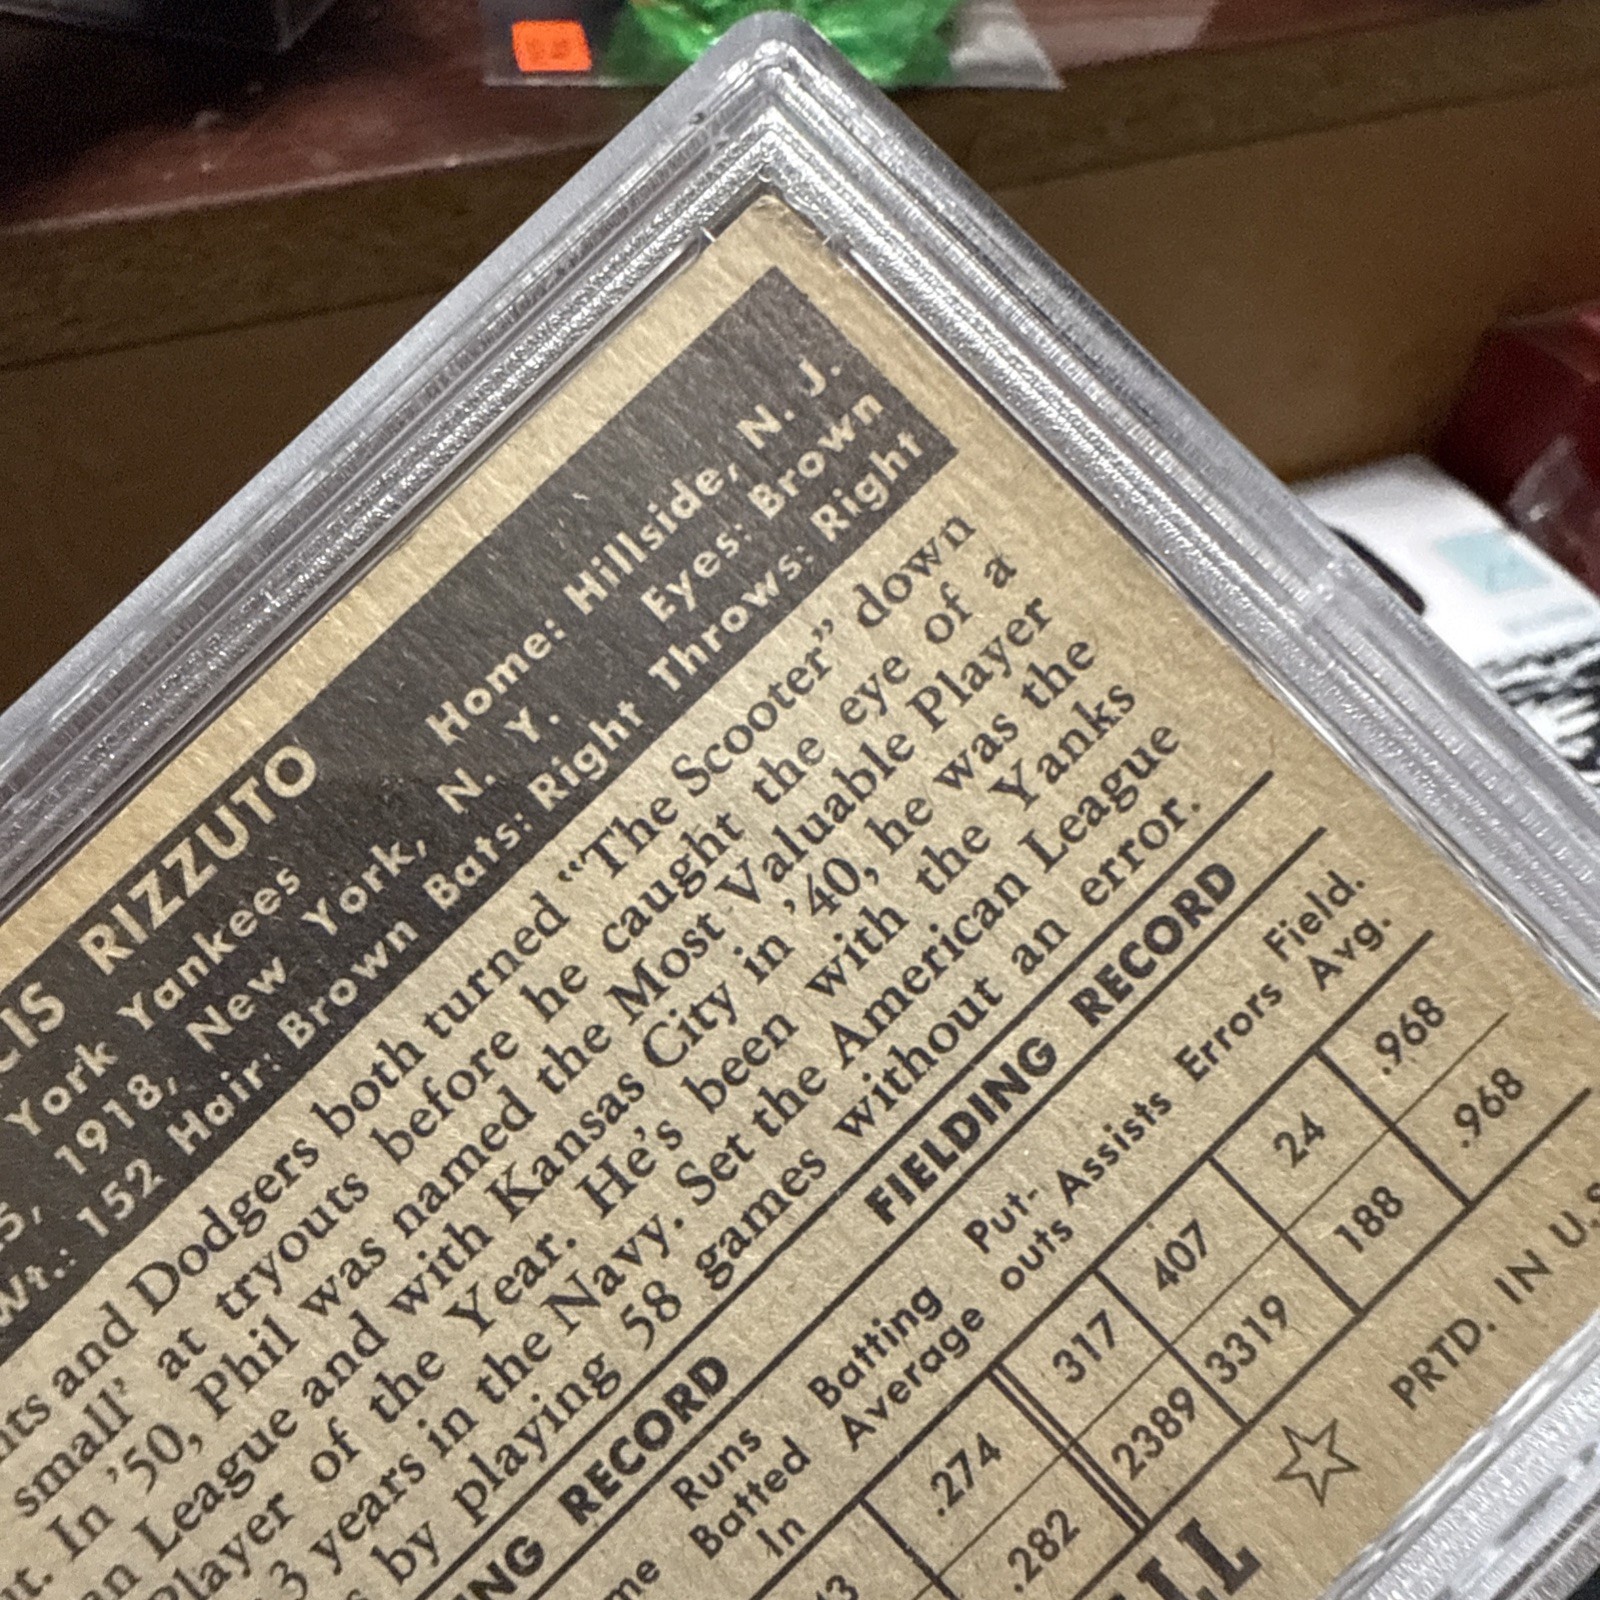 RIZZUTO
York Yankees Home: Hillside, N. J.
1918, New York, N. Y. Eyes: Brown
152 Hair: Brown Bats: Right Throws: Right
and Dodgers both turned “The Scooter” down
small’ at tryouts before he caught the eye of a
In ’50, Phil was named the Most Valuable Player
League and with Kansas City in ’40, he was the
Player of the Year. He’s been with the Yanks
3 years in the Navy. Set the American League
by playing 58 games without an error.
RECORD FIELDING RECORD
Runs Batted In Batting Average Put-outs Assists Errors Field. Avg.
.274 317 407 24 .968
.282 2389 3319 188 .968
PRTD. IN U.S